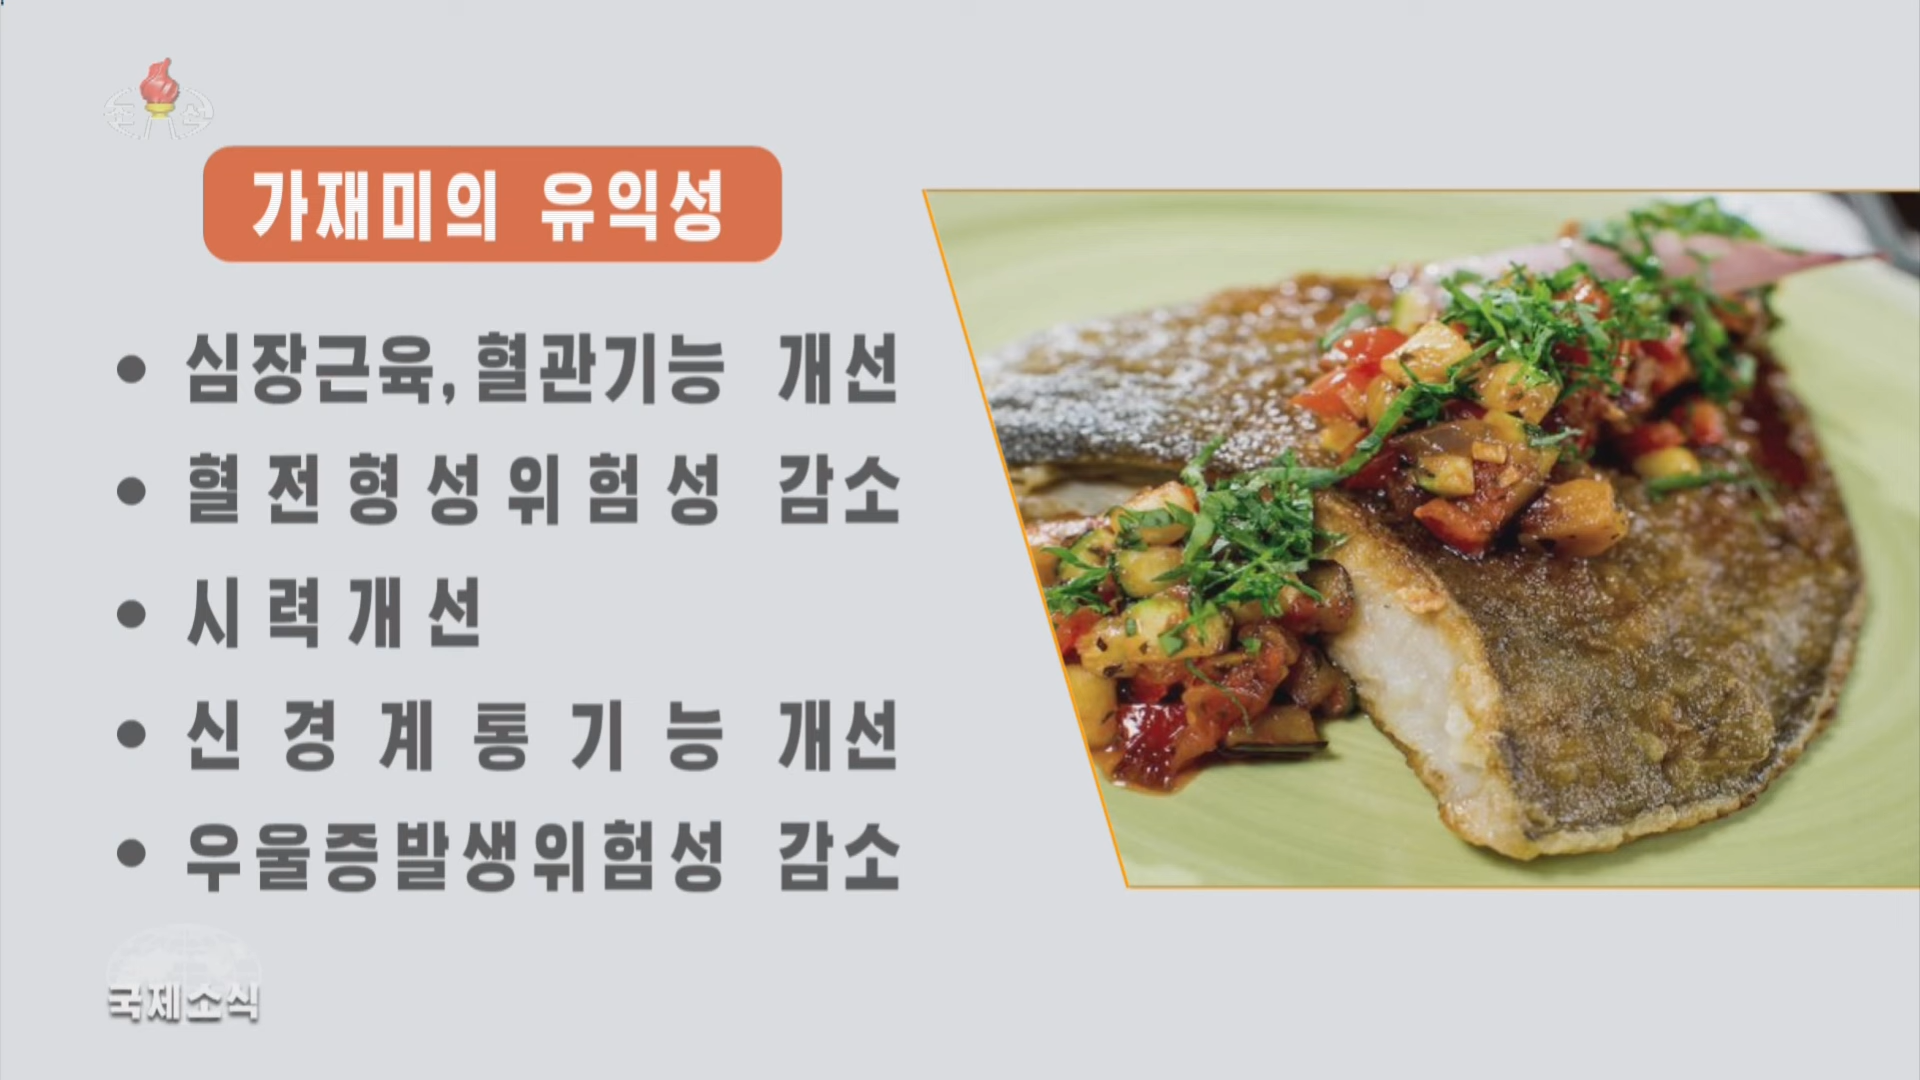 조선
가재미의 유익성
• 심장근육, 혈관기능 개선
• 혈전형성위험성 감소
• 시력개선
• 신경계통기능 개선
• 우울증발생위험성 감소
국제소식